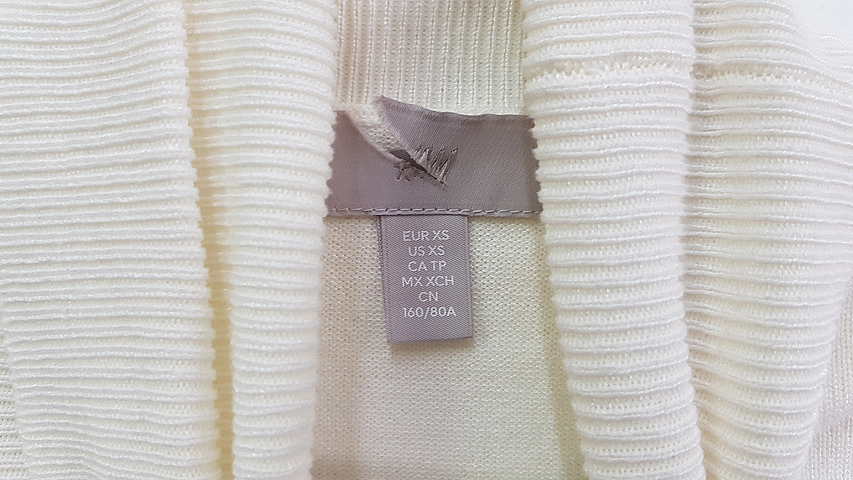 EUR XS
US XS
CA TP
MX XCH
CN
160/80A